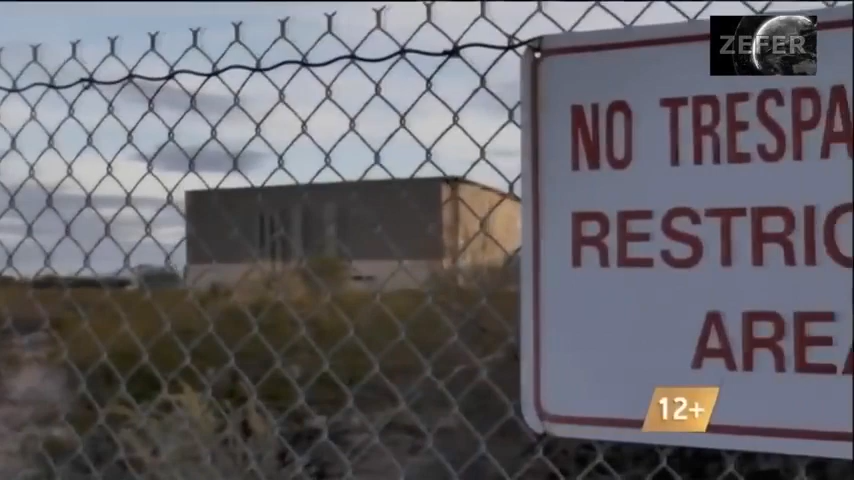 ZEFER
NO TRESPA
RESTRIC
AREA
12+